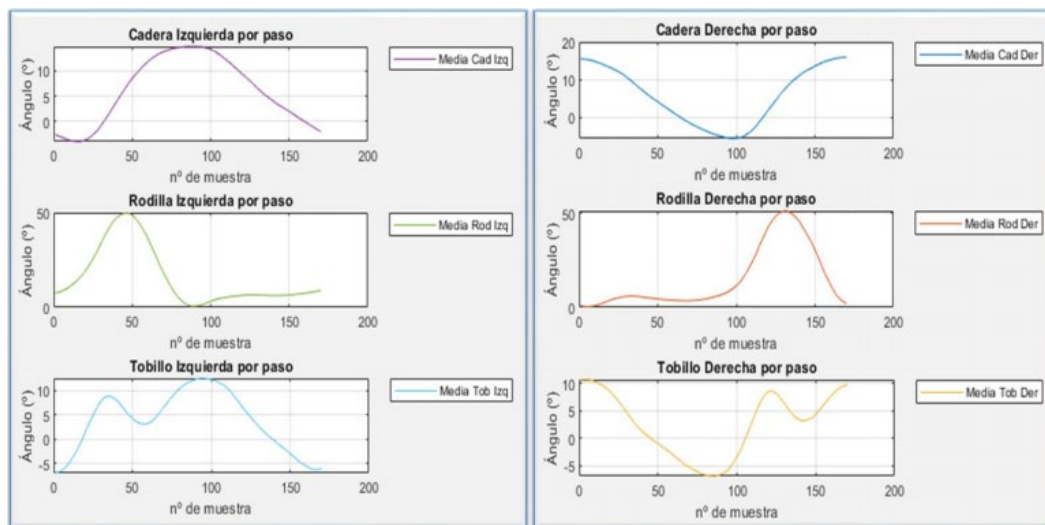 Cadera Izquierda por paso
Ángulo (º)
10
5
0
0 50 100 150 200
nº de muestra
Media Cad Izq
Rodilla Izquierda por paso
Ángulo (º)
50
0
0 50 100 150 200
nº de muestra
Media Rod Izq
Tobillo Izquierda por paso
Ángulo (º)
10
5
0
-5
0 50 100 150 200
nº de muestra
Media Tob Izq
Cadera Derecha por paso
Ángulo (º)
20
10
0
0 50 100 150 200
nº de muestra
Media Cad Der
Rodilla Derecha por paso
Ángulo (º)
50
0
0 50 100 150 200
nº de muestra
Media Rod Der
Tobillo Derecha por paso
Ángulo (º)
10
5
0
-5
0 50 100 150 200
nº de muestra
Media Tob Der